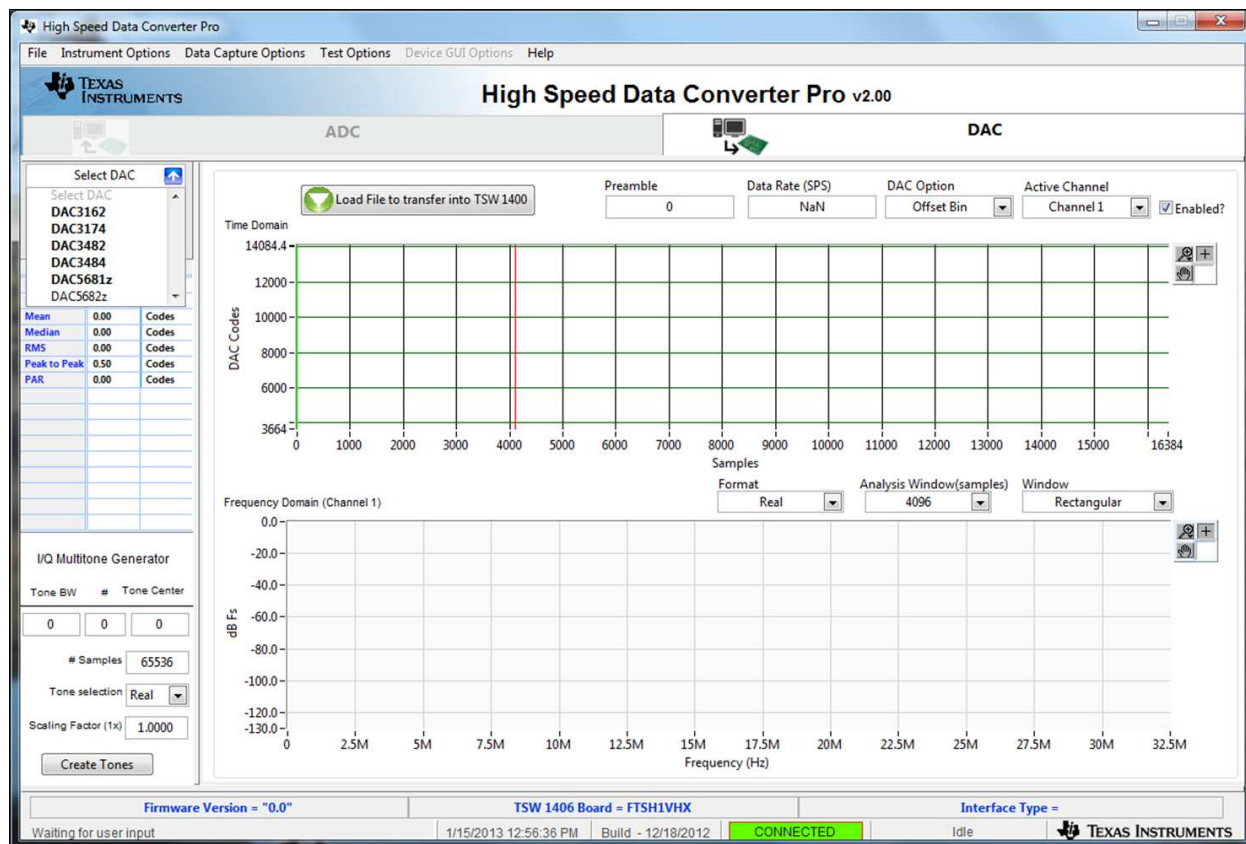 High Speed Data Converter Pro
File Instrument Options Data Capture Options Test Options Device GUI Options Help
TEXAS INSTRUMENTS
High Speed Data Converter Pro v2.00
ADC
DAC
Select DAC
Select DAC
DAC3162
DAC3174
DAC3482
DAC3484
DAC5681z
DAC5682z
Mean 0.00 Codes
Median 0.00 Codes
RMS 0.00 Codes
Peak to Peak 0.50 Codes
PAR 0.00 Codes
I/Q Multitone Generator
Tone BW # Tone Center
0 0 0
# Samples 65536
Tone selection Real
Scaling Factor (1x) 1.0000
Create Tones
Load File to transfer into TSW 1400
Preamble
0
Data Rate (SPS)
NaN
DAC Option
Offset Bin
Active Channel
Channel 1
Enabled?
Time Domain
DAC Codes
14084.4
12000
10000
8000
6000
3664
0 1000 2000 3000 4000 5000 6000 7000 8000 9000 10000 11000 12000 13000 14000 15000 16384
Samples
Format
Real
Analysis Window(samples)
4096
Window
Rectangular
Frequency Domain (Channel 1)
dB Fs
0.0
-20.0
-40.0
-60.0
-80.0
-100.0
-120.0
-130.0
0 2.5M 5M 7.5M 10M 12.5M 15M 17.5M 20M 22.5M 25M 27.5M 30M 32.5M
Frequency (Hz)
Firmware Version = "0.0"
TSW 1406 Board = FTSH1VHX
Interface Type =
Waiting for user input
1/15/2013 12:56:36 PM
Build - 12/18/2012
CONNECTED
Idle
TEXAS INSTRUMENTS